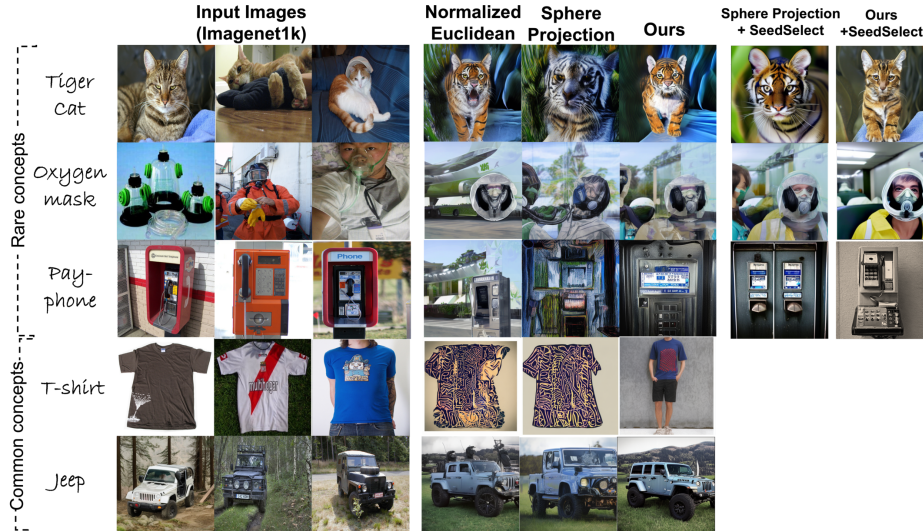 Input Images
(Imagenet1k)
Normalized
Euclidean
Sphere
Projection
Ours
Sphere Projection
+ SeedSelect
Ours
+SeedSelect
Rare concepts
Tiger
Cat
Oxygen
mask
Pay-
phone
Phone
Common concepts
T-shirt
Jeep